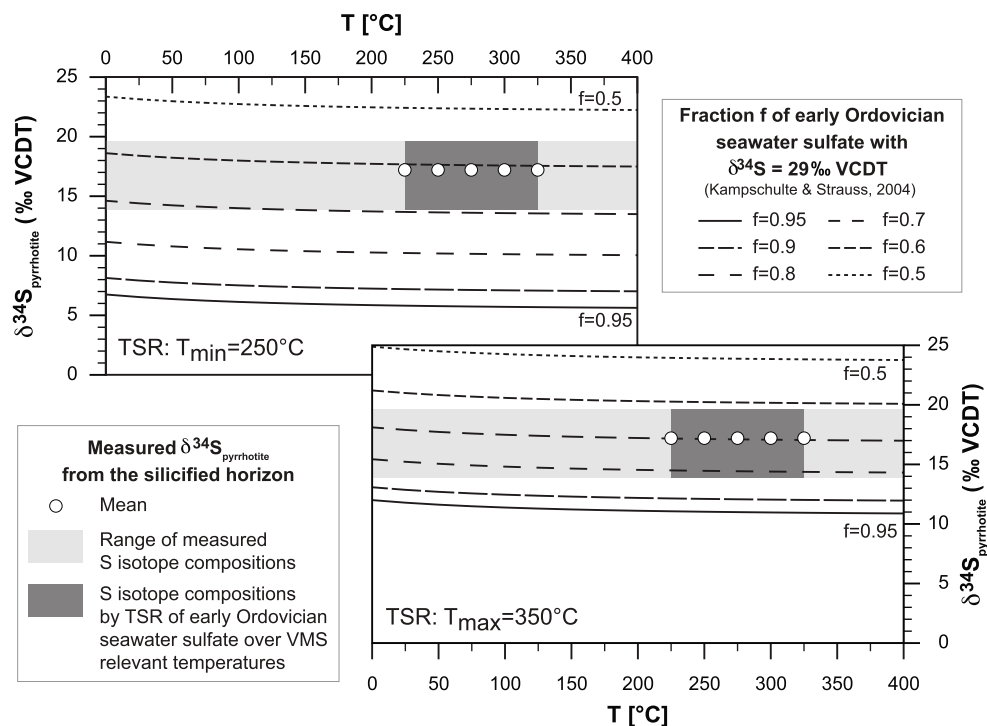 T [°C]
0 50 100 150 200 250 300 350 400
25
20
15
10
5
0
δ34Spyrrhotite (‰ VCDT)
f=0.5
f=0.95
TSR: Tmin=250°C
Fraction f of early Ordovician
seawater sulfate with
δ34S = 29‰ VCDT
(Kampschulte & Strauss, 2004)
f=0.95 f=0.7
f=0.9 f=0.6
f=0.8 f=0.5
Measured δ34Spyrrhotite
from the silicified horizon
Mean
Range of measured
S isotope compositions
S isotope compositions
by TSR of early Ordovician
seawater sulfate over VMS
relevant temperatures
f=0.5
f=0.95
TSR: Tmax=350°C
25
20
15
10
5
0
δ34Spyrrhotite (‰ VCDT)
0 50 100 150 200 250 300 350 400
T [°C]